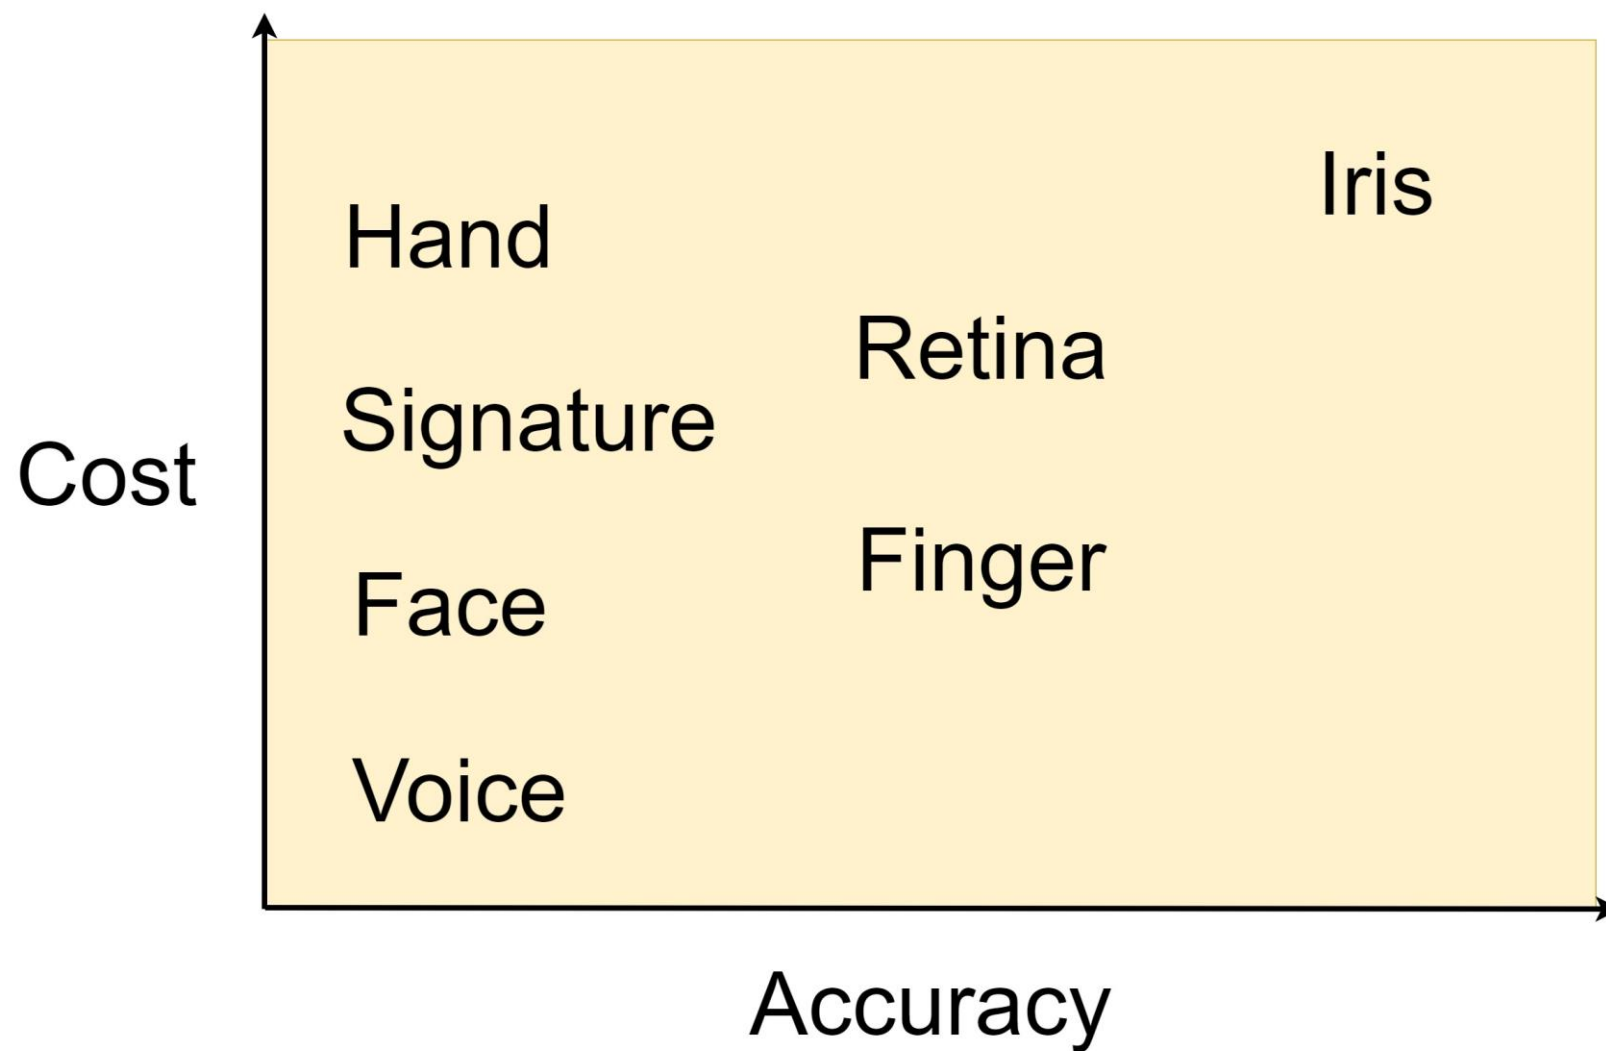 Iris
Hand
Retina
Signature
Cost
Finger
Face
Voice
Accuracy